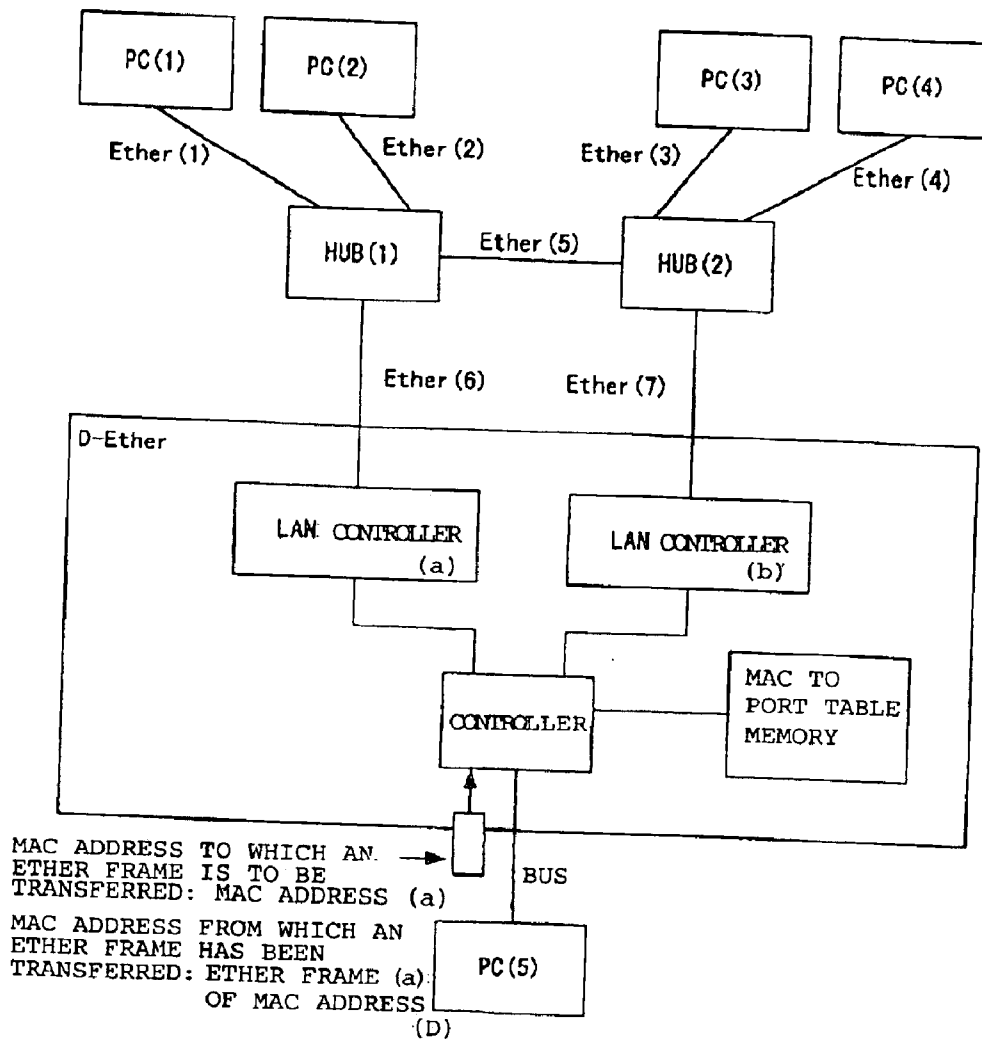 PC(1)
PC(2)
PC(3)
PC(4)
Ether(1)
Ether(2)
Ether(3)
Ether(4)
HUB(1)
Ether(5)
HUB(2)
Ether(6)
Ether(7)
D-Ether
LAN CONTROLLER
(a)
LAN CONTROLLER
(b)
CONTROLLER
MAC TO
PORT TABLE
MEMORY
MAC ADDRESS TO WHICH AN
ETHER FRAME IS TO BE
TRANSFERRED: MAC ADDRESS (a)
BUS
MAC ADDRESS FROM WHICH AN
ETHER FRAME HAS BEEN
TRANSFERRED: ETHER FRAME (a)
OF MAC ADDRESS
(D)
PC(5)